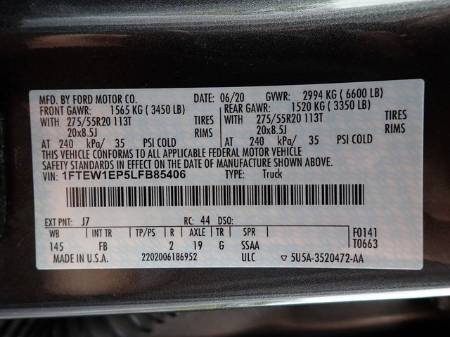 MFD. BY FORD MOTOR CO. DATE: 06/20 GVWR: 2994 KG ( 6600 LB)
FRONT GAWR: 1565 KG ( 3450 LB) REAR GAWR: 1520 KG ( 3350 LB)
WITH 275/55R20 113T TIRES WITH 275/55R20 113T TIRES
20x8.5J RIMS 20x8.5J RIMS
AT 240 kPa/ 35 PSI COLD AT 240 kPa/ 35 PSI COLD
THIS VEHICLE CONFORMS TO ALL APPLICABLE FEDERAL MOTOR VEHICLE
SAFETY STANDARDS IN EFFECT ON THE DATE OF MANUFACTURE SHOWN ABOVE.
VIN: 1FTEW1EP5LFB85406 TYPE: Truck
EXT PNT: J7 RC: 44 DSO: F0141
WB INT TR TP/PS R AXLE TR SPR T0663
145 FB 2 19 G SSAA
MADE IN U.S.A. 2202006186952 ULC 5U5A-3520472-AA